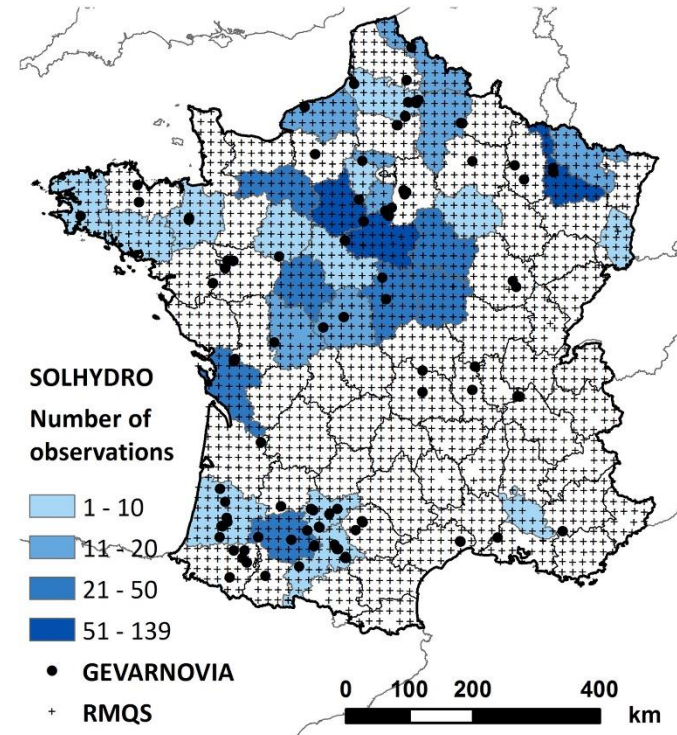 SOLHYDRO
Number of
observations
1 - 10
11 - 20
21 - 50
51 - 139
GEVARNOVIA
RMQS
0 100 200 400
km